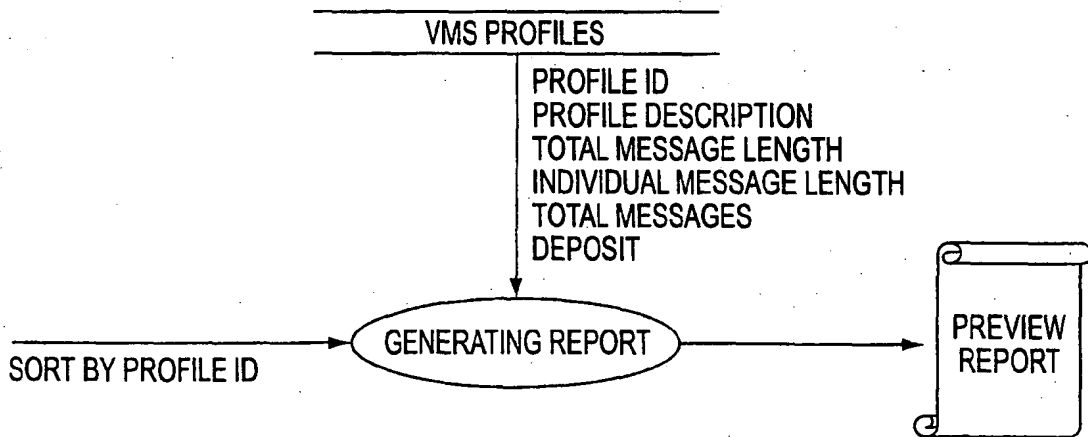 VMS PROFILES
PROFILE ID
PROFILE DESCRIPTION
TOTAL MESSAGE LENGTH
INDIVIDUAL MESSAGE LENGTH
TOTAL MESSAGES
DEPOSIT
SORT BY PROFILE ID
GENERATING REPORT
PREVIEW
REPORT